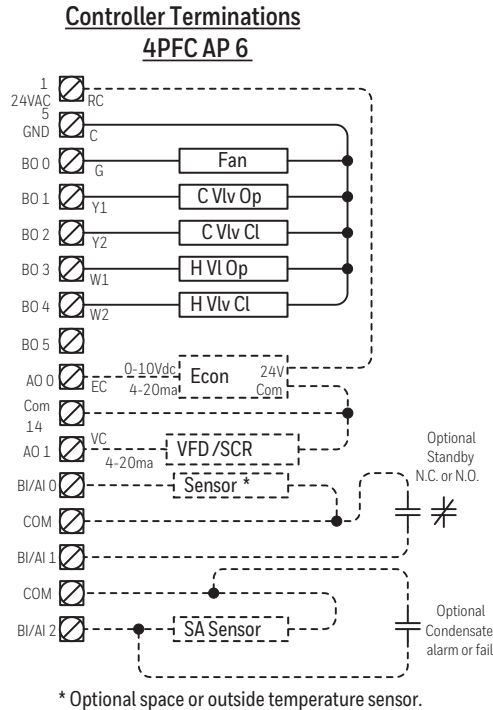 Controller Terminations
4PFC AP 6
1
24VAC
RC
5
GND
C
BO 0
G
Fan
BO 1
Y1
C Vlv Op
BO 2
Y2
C Vlv Cl
BO 3
W1
H Vl Op
BO 4
W2
H Vlv Cl
BO 5
AO 0
EC
0-10Vdc
4-20ma
Econ
24V
Com
Com
14
AO 1
VC
4-20ma
VFD/SCR
BI/AI 0
Sensor *
Optional
Standby
N.C. or N.O.
COM
BI/AI 1
COM
BI/AI 2
SA Sensor
Optional
Condensate
alarm or fail
* Optional space or outside temperature sensor.